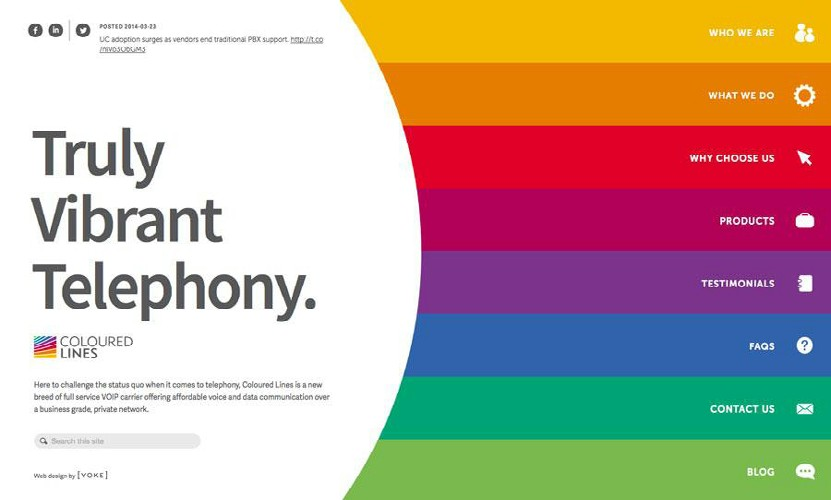 POSTED 2014-03-23
UC adoption surges as vendors end traditional PBX support. http://t.co
Truly
Vibrant
Telephony.
COLOURED
LINES
Here to challenge the status quo when it comes to telephony, Coloured Lines is a new
breed of full service VOIP carrier offering affordable voice and data communication over
a business grade, private network.
Search this site
Web design by [VOKE]
WHO WE ARE
WHAT WE DO
WHY CHOOSE US
PRODUCTS
TESTIMONIALS
FAQS
CONTACT US
BLOG